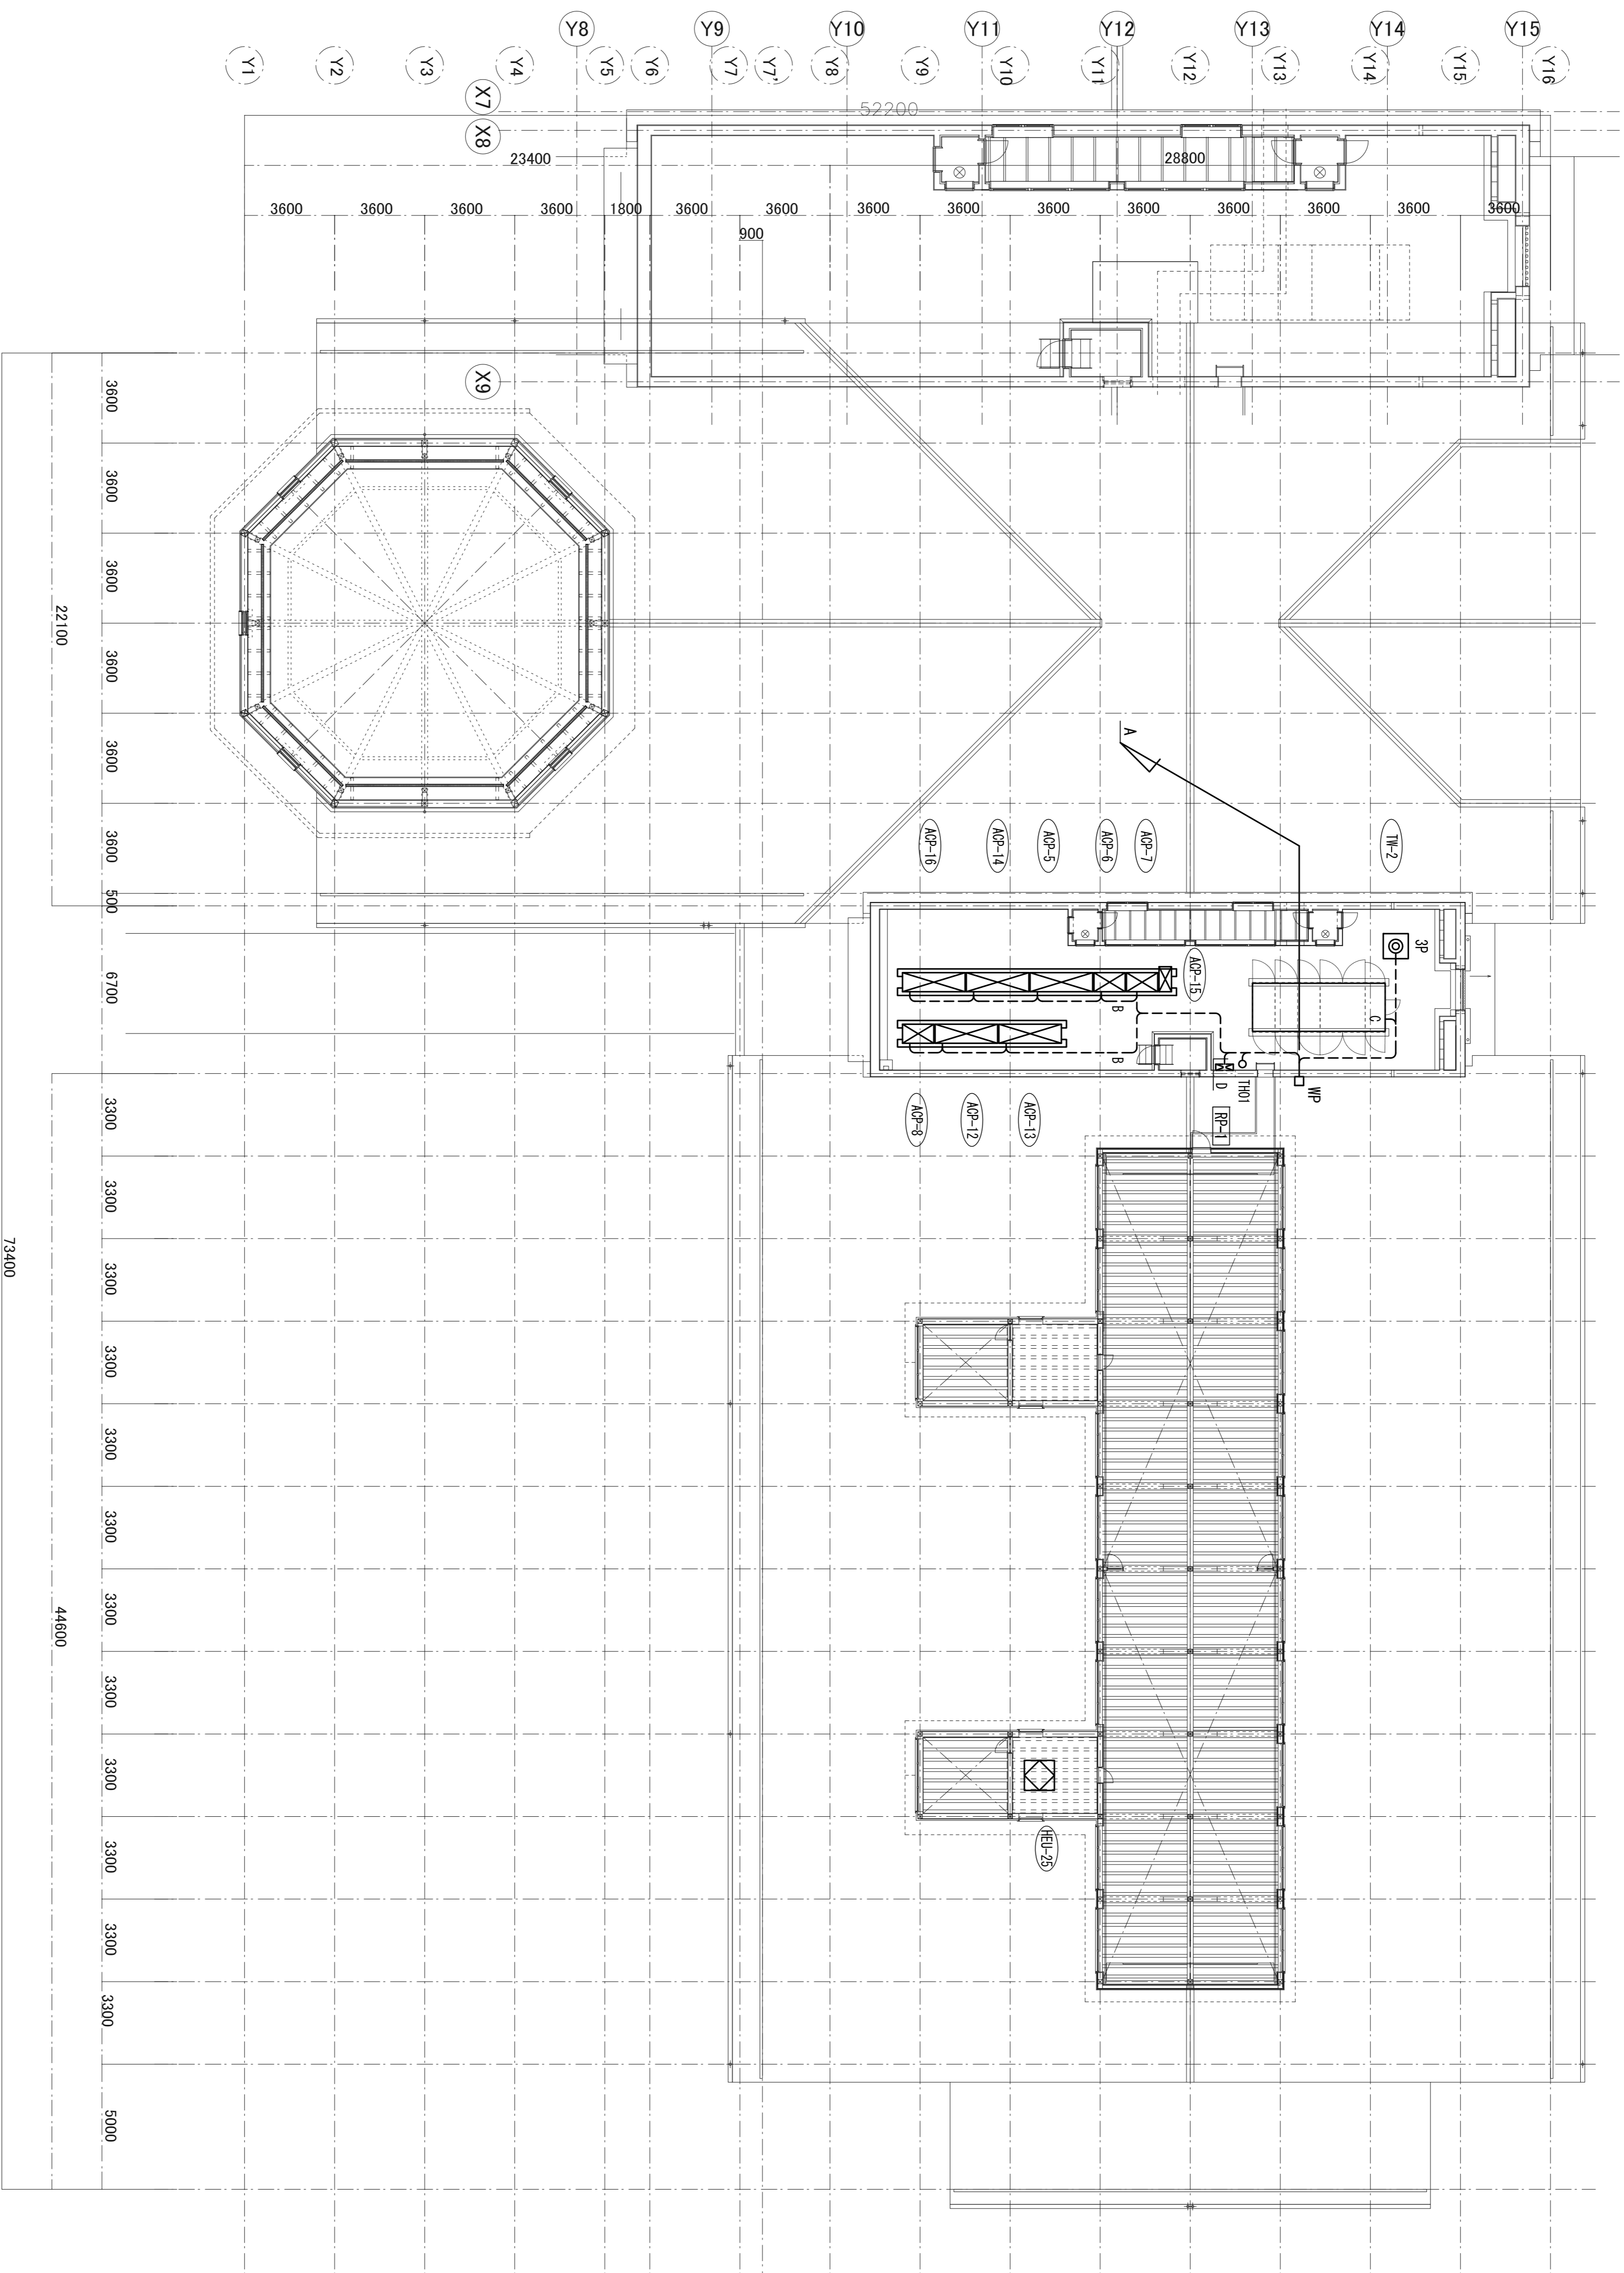 Y8
Y9
Y10
Y11
Y12
Y13
Y14
Y15
Y1
Y2
Y3
Y4
Y5
Y6
Y7
Y7'
Y8
Y9
Y10
Y11
Y12
Y13
Y14
Y15
Y16
X7
X8
X9
52200
23400
28800
3600
3600
3600
3600
1800
3600
3600
3600
3600
3600
3600
3600
3600
3600
3600
900
3600
3600
3600
3600
3600
3600
500
6700
3300
3300
3300
3300
3300
3300
3300
3300
3300
3300
3300
3300
5000
22100
44600
73400
A
ACP-16
ACP-14
ACP-5
ACP-6
ACP-7
TW-2
3P
ACP-15
B
C
B
D
TH01
WP
ACP-8
ACP-12
ACP-13
RP-1
HEU-25